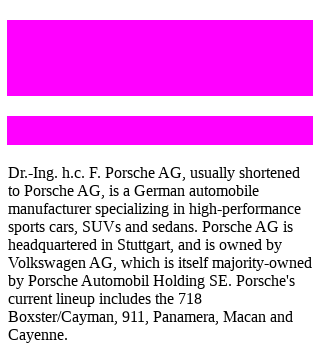 Dr.-Ing. h.c. F. Porsche AG, usually shortened
to Porsche AG, is a German automobile
manufacturer specializing in high-performance
sports cars, SUVs and sedans. Porsche AG is
headquartered in Stuttgart, and is owned by
Volkswagen AG, which is itself majority-owned
by Porsche Automobil Holding SE. Porsche's
current lineup includes the 718
Boxster/Cayman, 911, Panamera, Macan and
Cayenne.